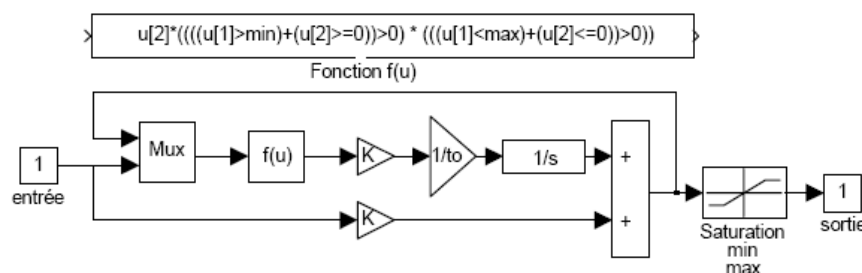 u[2]*((((u[1]>min)+(u[2]>=0))>0) * (((u[1]<max)+(u[2]<=0))>0))
Fonction f(u)
1
entrée
Mux
f(u)
K
1/to
1/s
+
+
K
Saturation
min
max
1
sortie